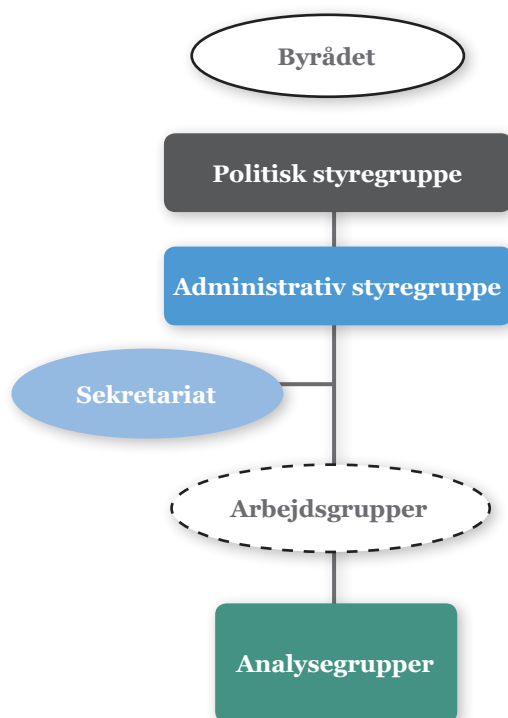 Byrådet
Politisk styregruppe
Administrativ styregruppe
Sekretariat
Arbejdsgrupper
Analysegrupper